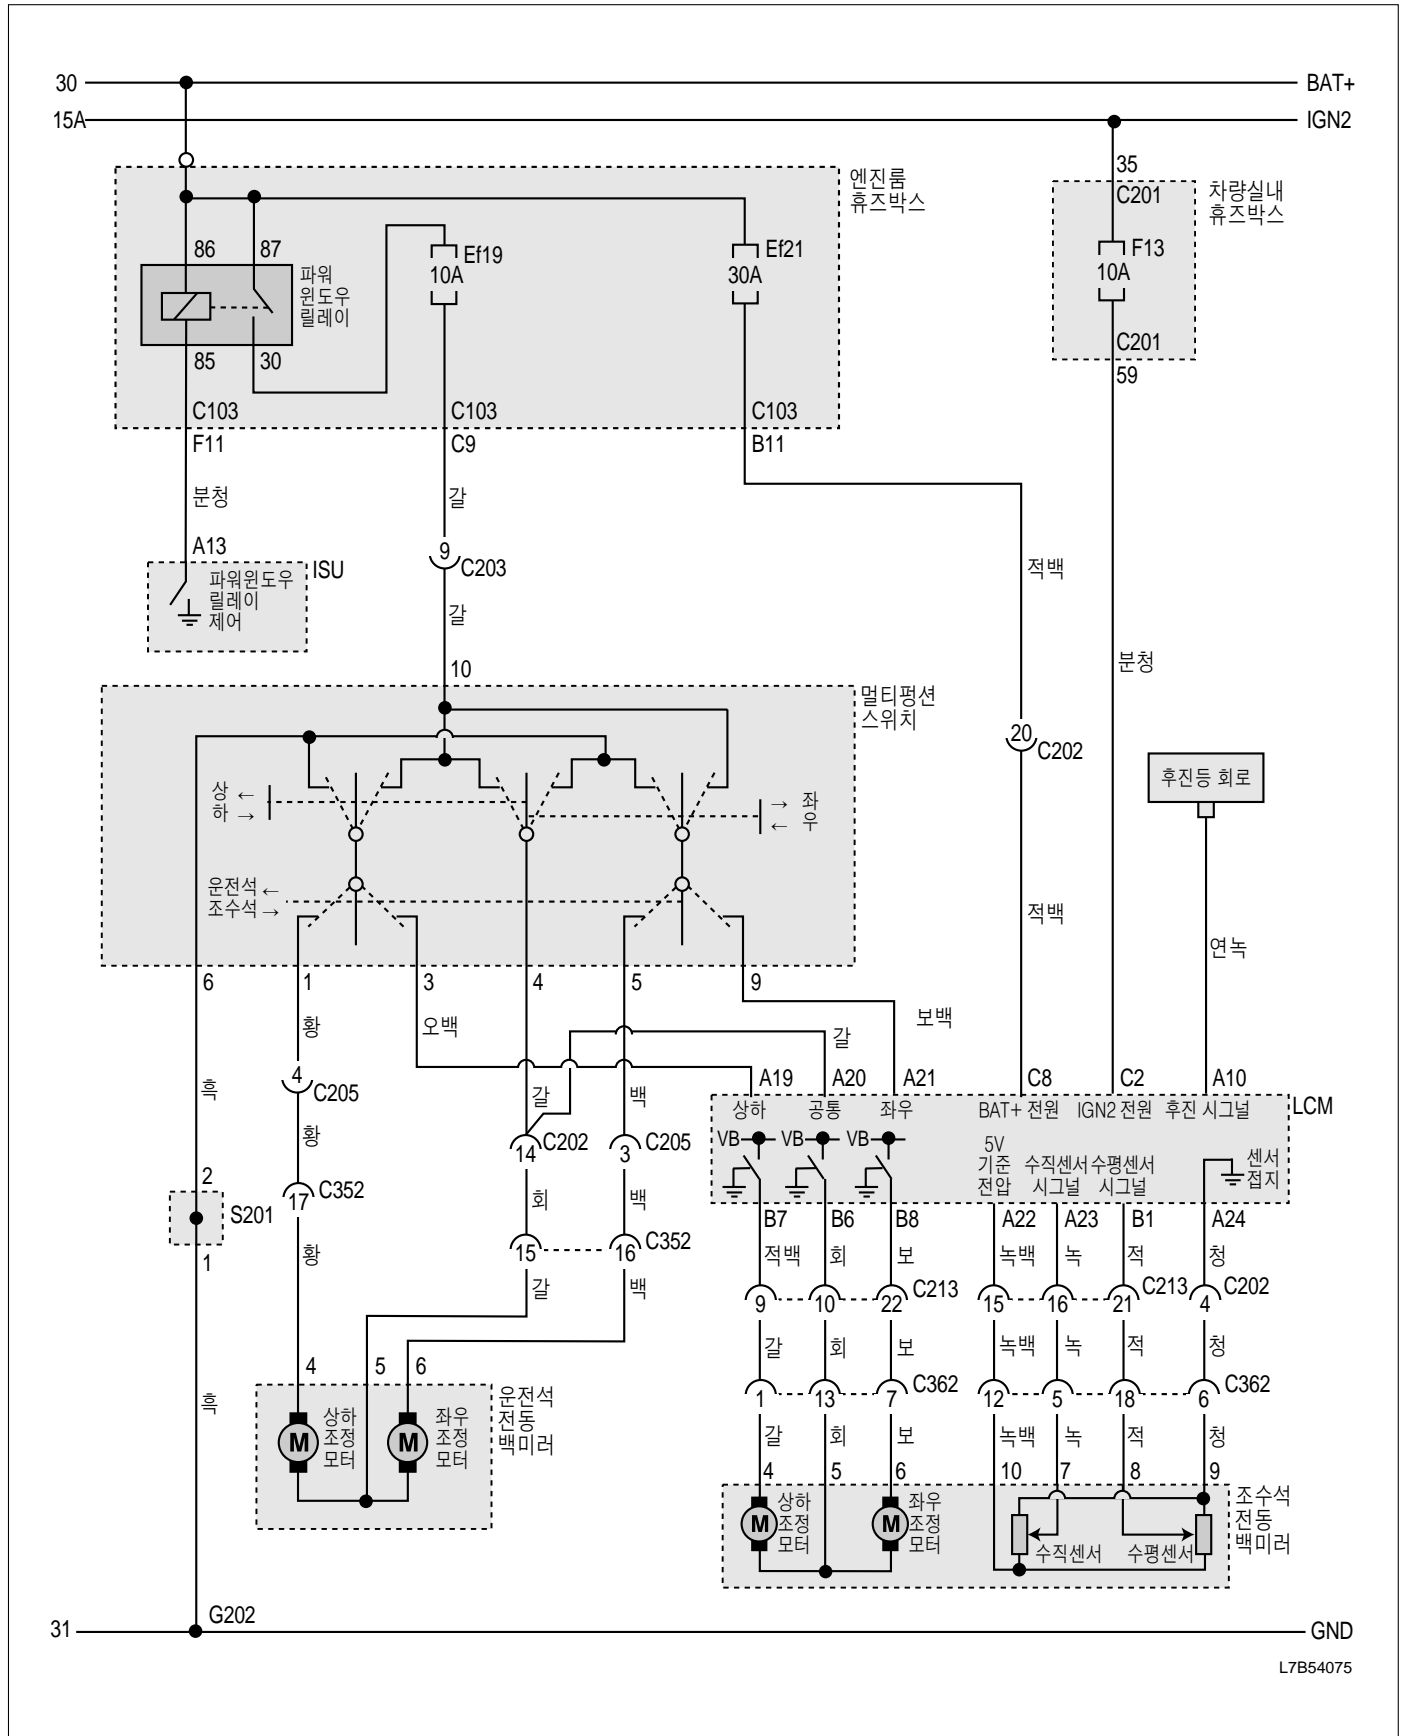 30 BAT+
15A IGN2
엔진룸
휴즈박스
35
C201
차량실내
휴즈박스
86 87
파워
윈도우
릴레이
Ef19
10A
Ef21
30A
F13
10A
85 30
C201
59
C103 C103 C103
F11 C9 B11
분청
갈
A13
ISU
파워윈도우
릴레이
제어
9
C203
적백
갈
분청
10
멀티펑션
스위치
20
C202
후진등 회로
상 ←
하 →
→ 좌
← 우
운전석 ←
조수석 →
적백
연녹
6 1 3 4 5 9
황
오백
보백
갈
흑
4
C205
갈
백
A19 A20 A21 C8 C2 A10
LCM
상하 공통 좌우 BAT+ 전원 IGN2 전원 후진 시그널
황
14
C202
3
C205
VB VB VB
5V
기준
전압
수직센서
시그널
수평센서
시그널
센서
접지
2
S201
1
17
C352
회
백
B7 B6 B8 A22 A23 B1 A24
황
15 16
C352
적백 회 보 녹백 녹 적 청
갈
백
9 10 22 C213 15 16 21 C213 4 C202
갈 회 보 녹백 녹 적 청
4 5 6
1 13 7 C362 12 5 18 6 C362
흑
운전석
전동
백미러
M
상하
조정
모터
M
좌우
조정
모터
갈 회 보 녹백 녹 적 청
4 5 6 10 7 8 9
M
상하
조정
모터
M
좌우
조정
모터
수직센서 수평센서
조수석
전동
백미러
G202
31 GND
L7B54075